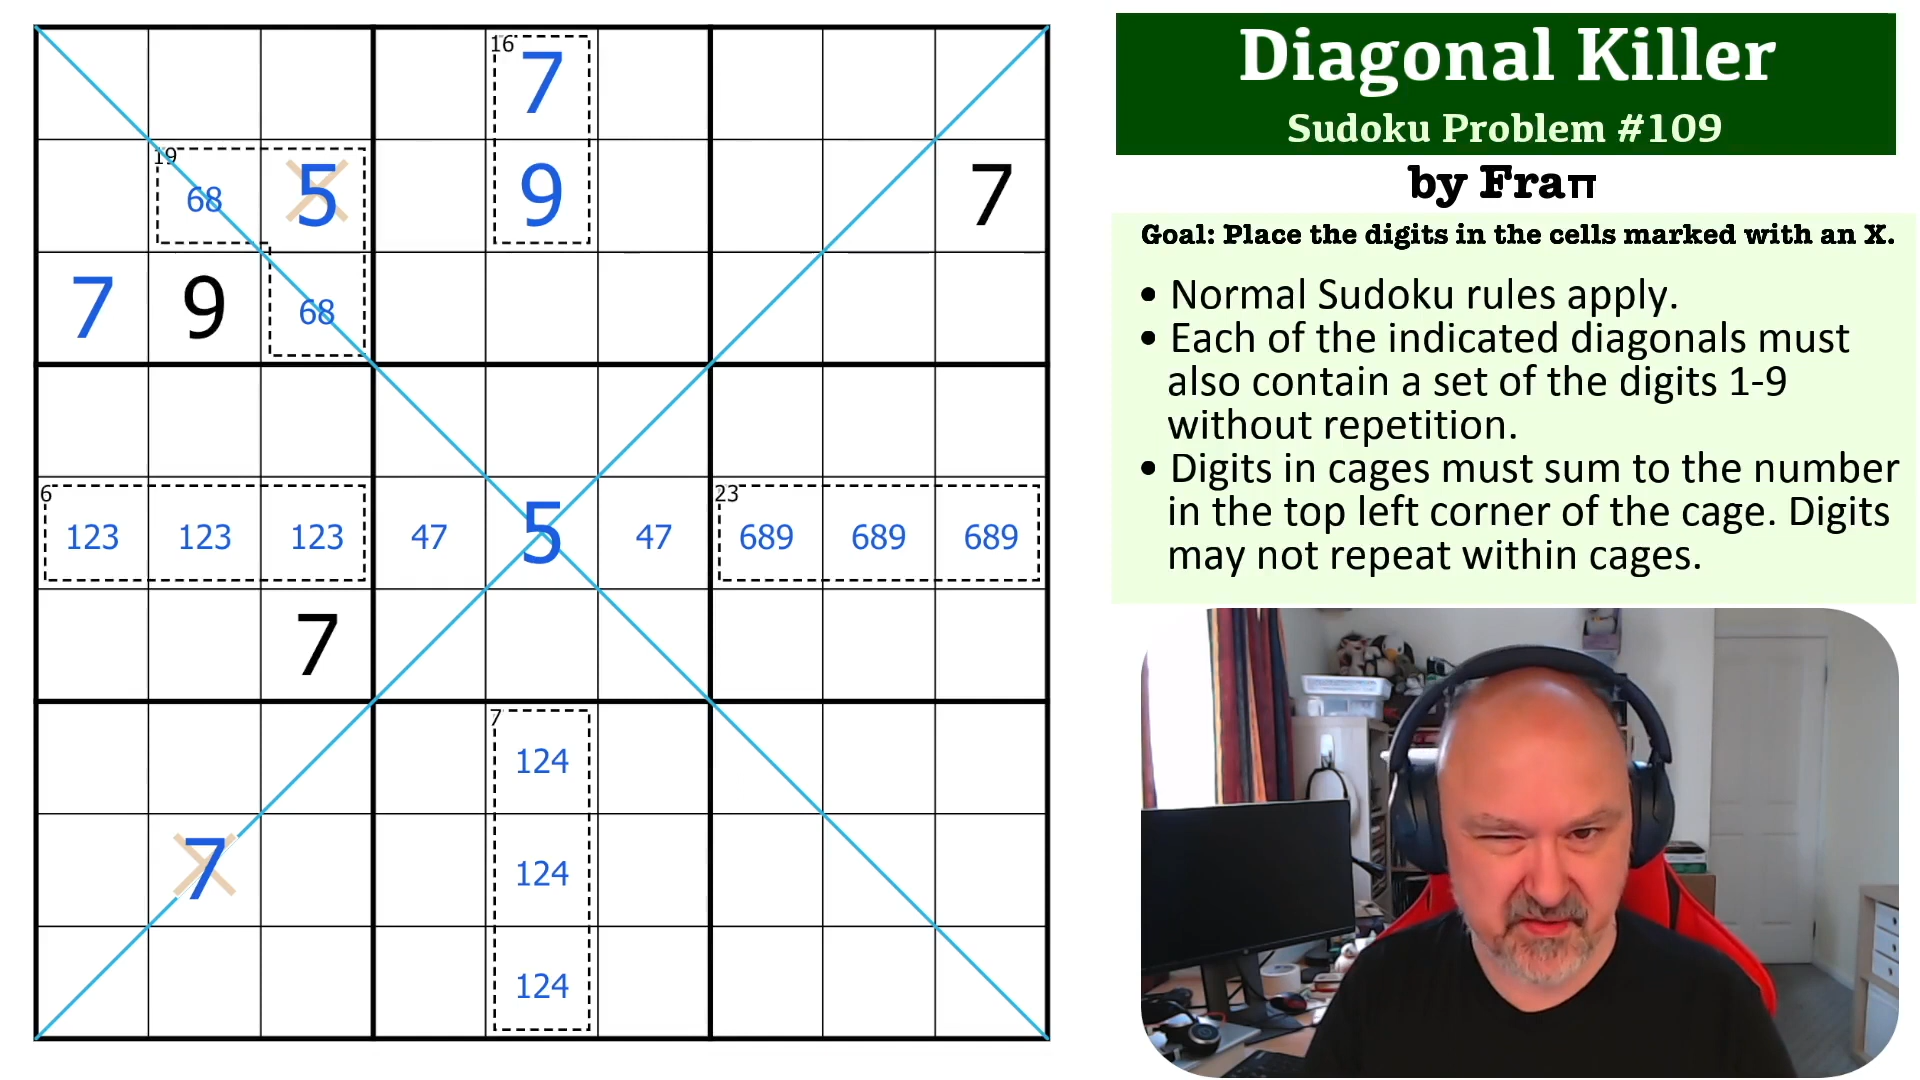 Diagonal Killer
Sudoku Problem #109
by Fraπ
Goal: Place the digits in the cells marked with an X.
• Normal Sudoku rules apply.
• Each of the indicated diagonals must
also contain a set of the digits 1-9
without repetition.
• Digits in cages must sum to the number
in the top left corner of the cage. Digits
may not repeat within cages.
16
7
19
68 5 9 7
7 9 68
6 23
123 123 123 47 5 47 689 689 689
7
7
124
7 124
124